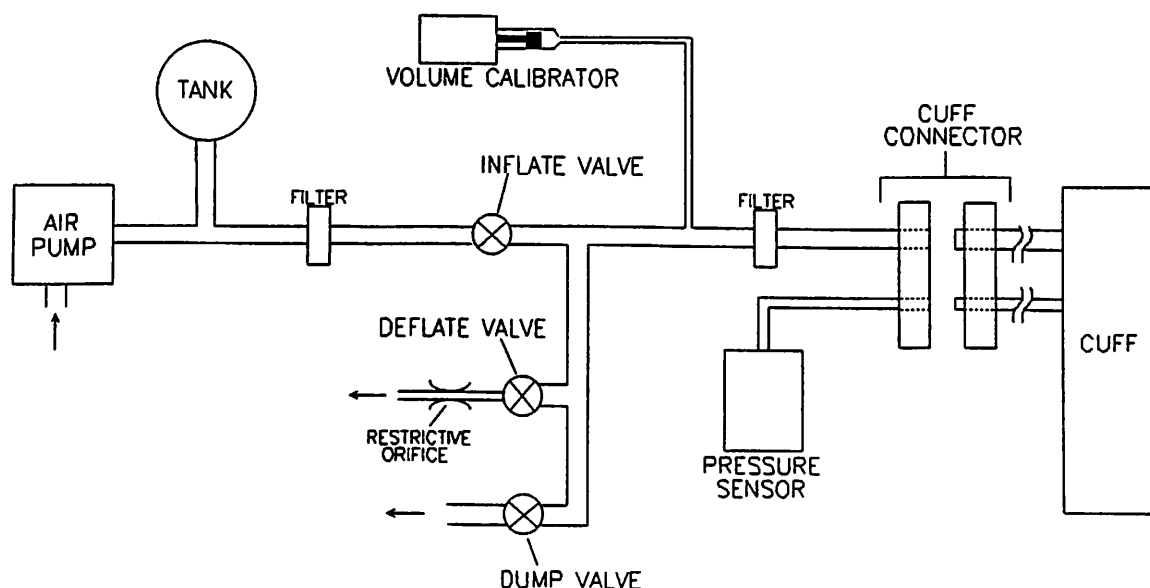 TANK
VOLUME CALIBRATOR
CUFF
CONNECTOR
INFLATE VALVE
FILTER
FILTER
AIR
PUMP
DEFLATE VALVE
CUFF
RESTRICTIVE
ORIFICE
PRESSURE
SENSOR
DUMP VALVE